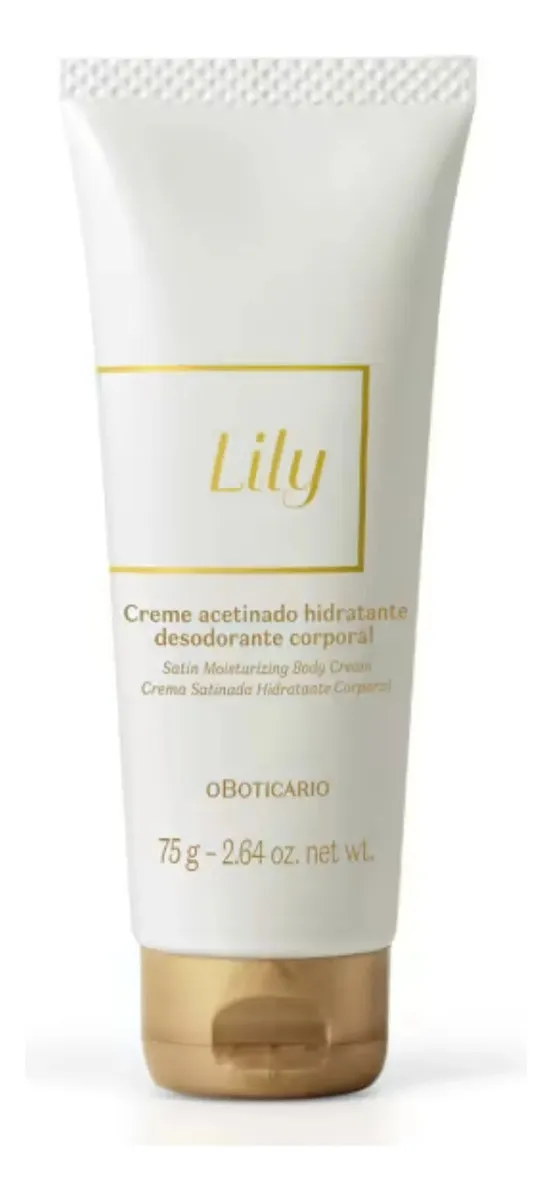 Lily
Creme acetinado hidratante
desodorante corporal
Satin Moisturizing Body Cream
Crema Satinada Hidratante Corporal
oBOTICÁRIO
75 g - 2.64 oz. net wt.